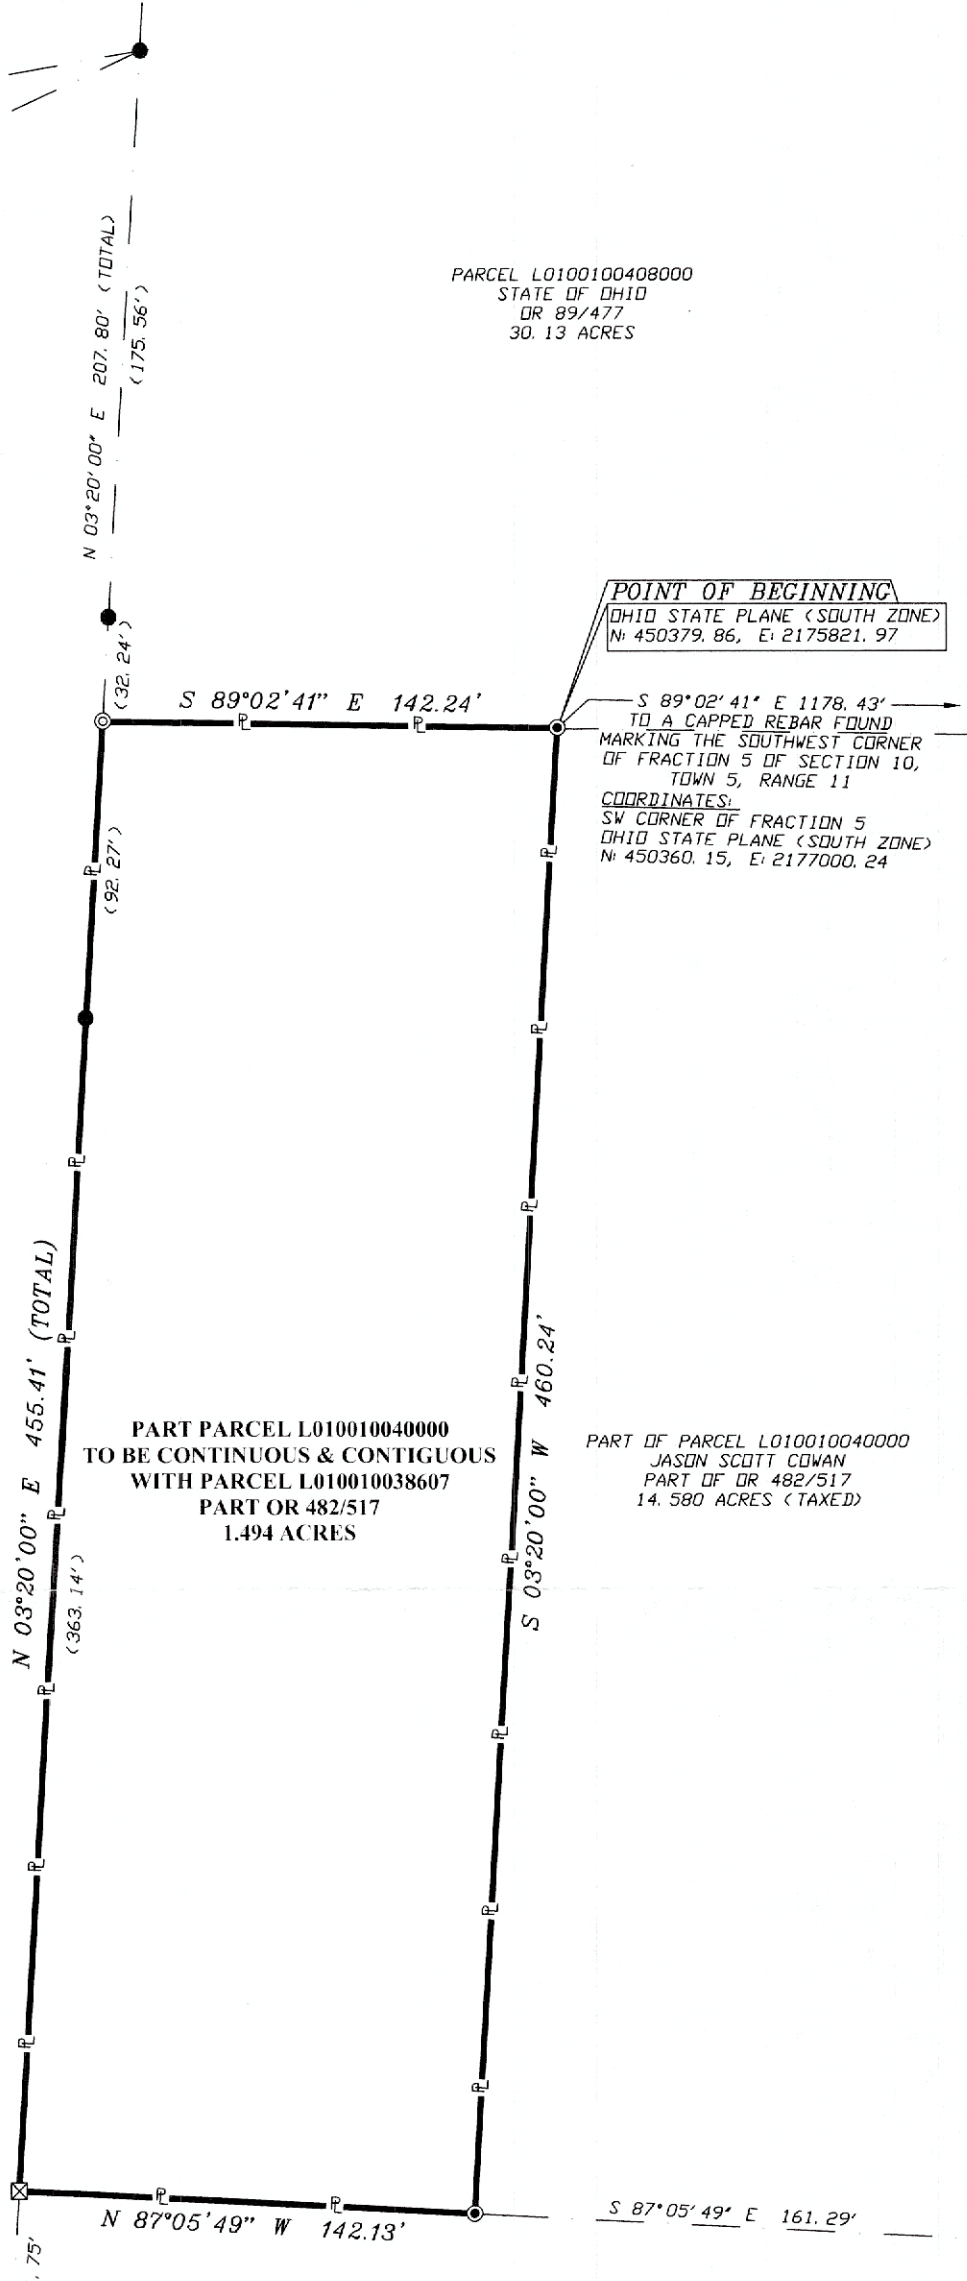 N 03°20'00" E 207.80' (TOTAL)
(175.56')
PARCEL L0100100408000
STATE OF OHIO
OR 89/477
30.13 ACRES
(32.24')
POINT OF BEGINNING
OHIO STATE PLANE (SOUTH ZONE)
N: 450379.86, E: 2175821.97
S 89°02'41" E 142.24'
S 89°02'41" E 1178.43'
TO A CAPPED REBAR FOUND
MARKING THE SOUTHWEST CORNER
OF FRACTION 5 OF SECTION 10,
TOWN 5, RANGE 11
COORDINATES:
SW CORNER OF FRACTION 5
OHIO STATE PLANE (SOUTH ZONE)
N: 450360.15, E: 2177000.24
(92.27')
N 03°20'00" E 455.41' (TOTAL)
(363.14')
PART PARCEL L010010040000
TO BE CONTINUOUS & CONTIGUOUS
WITH PARCEL L010010038607
PART OR 482/517
1.494 ACRES
S 03°20'00" W 460.24'
PART OF PARCEL L010010040000
JASON SCOTT COWAN
PART OF OR 482/517
14.580 ACRES (TAXED)
N 87°05'49" W 142.13'
S 87°05'49" E 161.29'
.75'